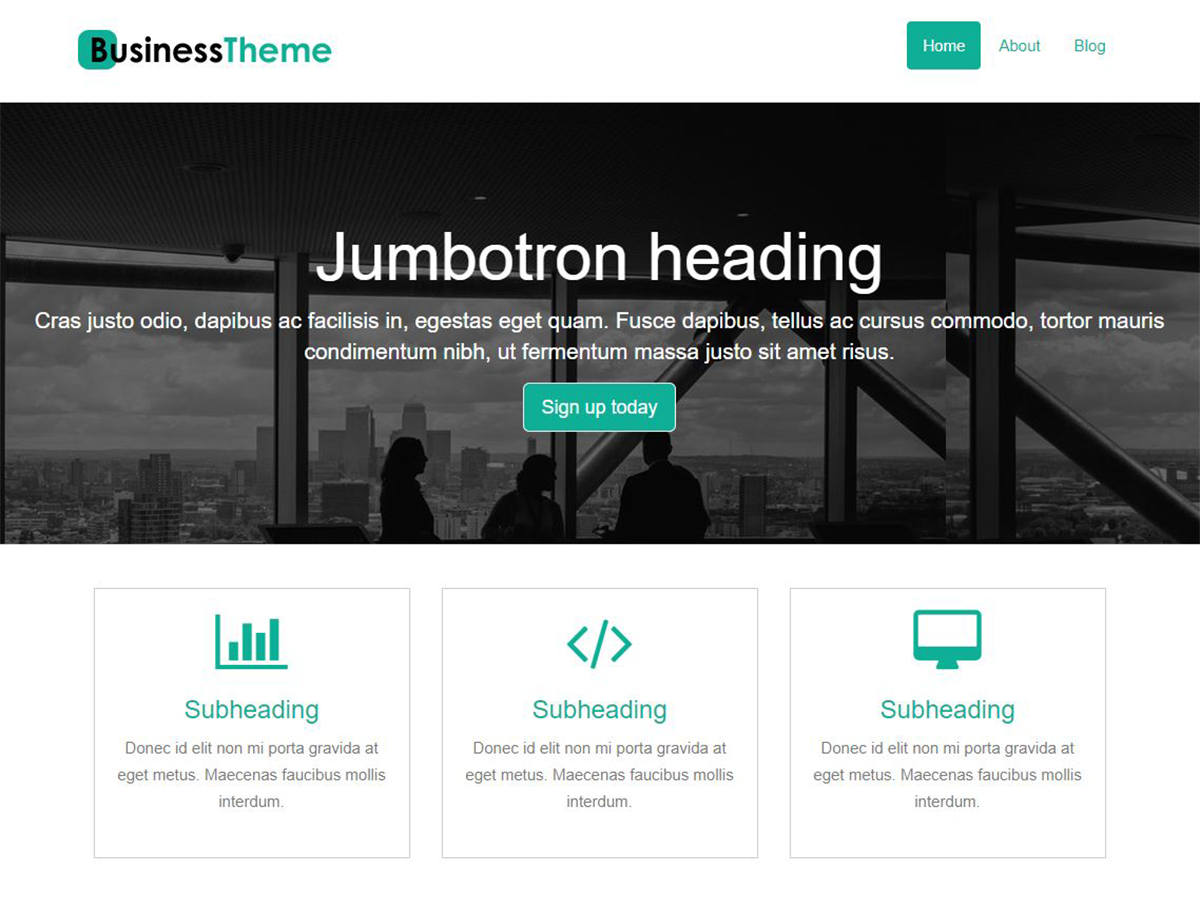 BusinessTheme
Home
About
Blog
Jumbotron heading
Cras justo odio, dapibus ac facilisis in, egestas eget quam. Fusce dapibus, tellus ac cursus commodo, tortor mauris
condimentum nibh, ut fermentum massa justo sit amet risus.
Sign up today
Subheading
Donec id elit non mi porta gravida at
eget metus. Maecenas faucibus mollis
interdum.
Subheading
Donec id elit non mi porta gravida at
eget metus. Maecenas faucibus mollis
interdum.
Subheading
Donec id elit non mi porta gravida at
eget metus. Maecenas faucibus mollis
interdum.